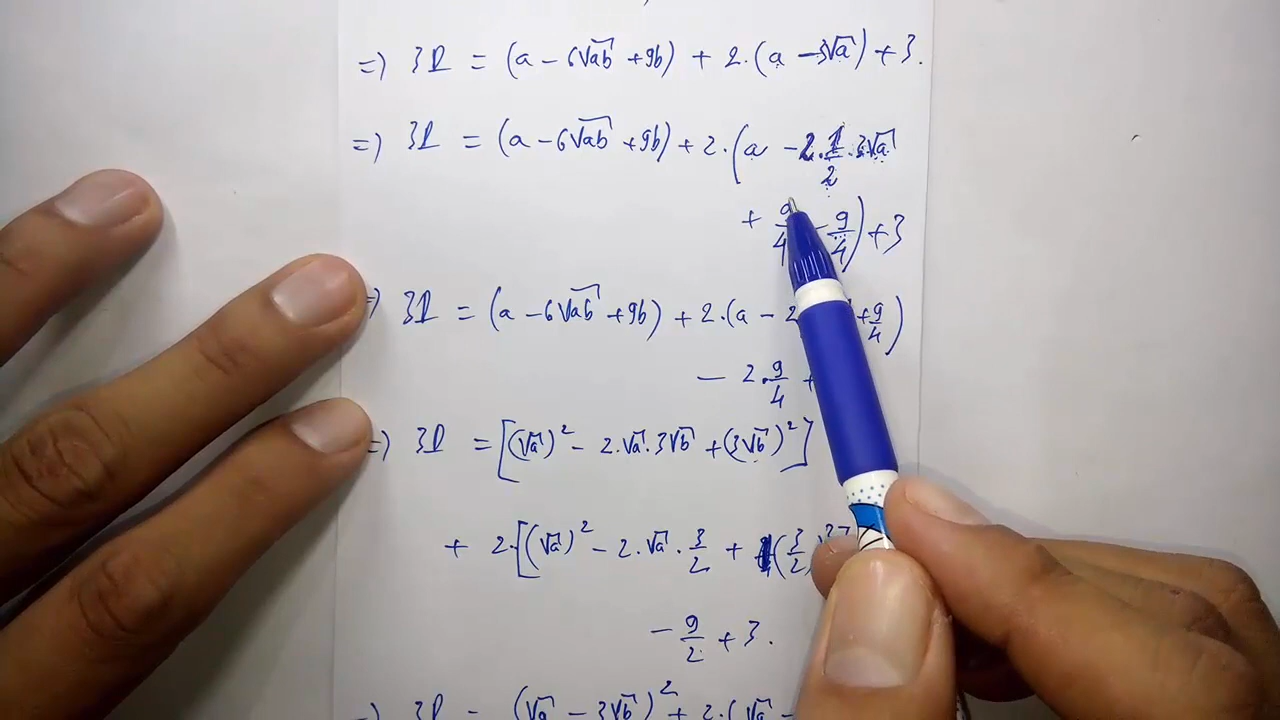 =) 3P = (a - 6√ab + 9b) + 2.(a - 3√a) + 3.
=) 3P = (a - 6√ab + 9b) + 2.(a - 2.1/2.3√a
+ 9/4 - 9/4) + 3
=) 3P = (a - 6√ab + 9b) + 2.(a - 2 + 9/4)
- 2.9/4 +
=) 3P = [(√a)² - 2.√a.3√b + (3√b)²]
+ 2.[(√a)² - 2.√a.3/2 + (3/2)²]
- 9/2 + 3.
=) 3P = (√a - 3√b)² + 2.(√a -